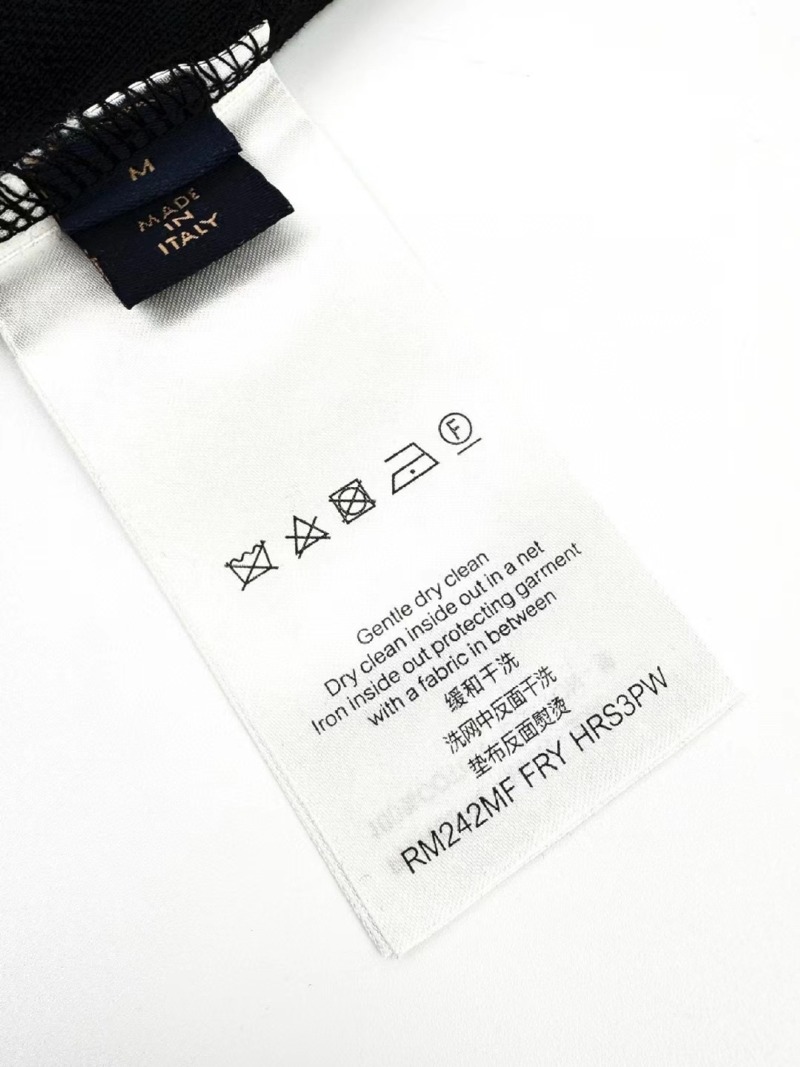 M
MADE
IN
ITALY
F
Gentle dry clean
Dry clean inside out in a net
Iron inside out protecting garment
with a fabric in between
缓和干洗
洗网中反面干洗
垫布反面熨烫
RM242MF FRY HRS3PW